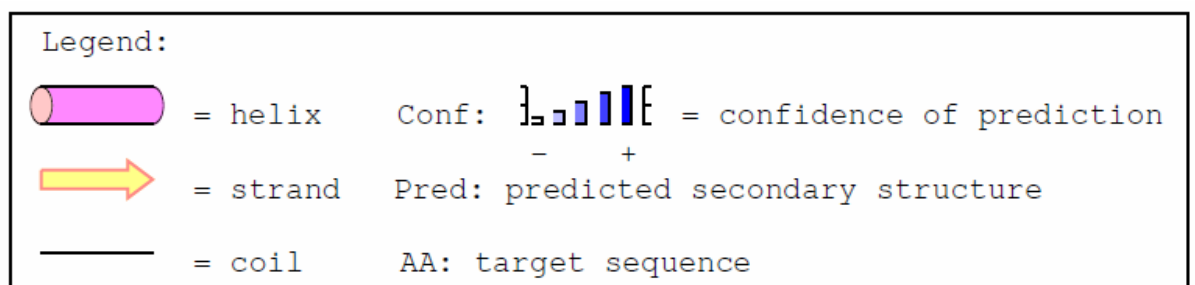 Legend:
= helix Conf: = confidence of prediction
- +
= strand Pred: predicted secondary structure
= coil AA: target sequence